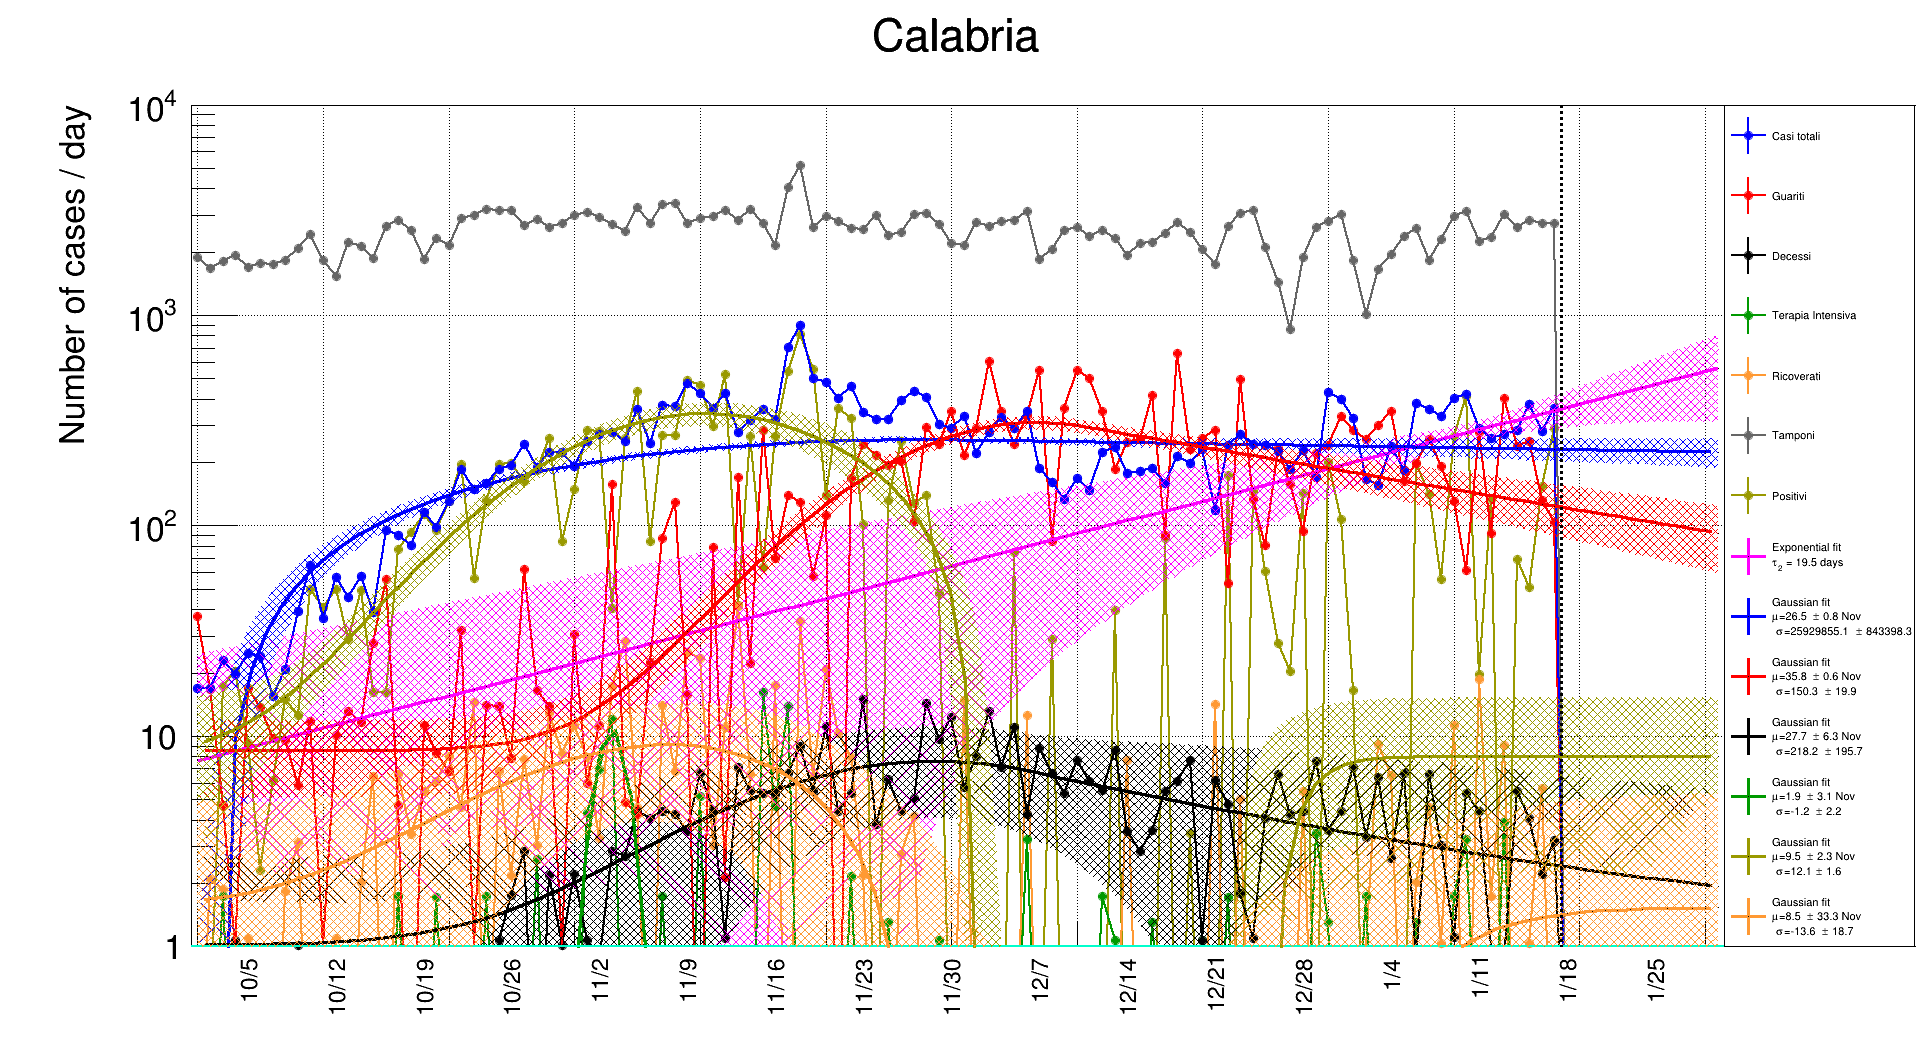 Calabria
Number of cases / day
10^4
10^3
10^2
10
1
10/5
10/12
10/19
10/26
11/2
11/9
11/16
11/23
11/30
12/7
12/14
12/21
12/28
1/4
1/11
1/18
1/25
Casi totali
Guariti
Decessi
Terapia Intensiva
Ricoverati
Tamponi
Positivi
Exponential fit
τ_2 = 19.5 days
Gaussian fit
μ=26.5 ± 0.8 Nov
σ=25929855.1 ± 843398.3
Gaussian fit
μ=35.8 ± 0.6 Nov
σ=150.3 ± 19.9
Gaussian fit
μ=27.7 ± 6.3 Nov
σ=218.2 ± 195.7
Gaussian fit
μ=1.9 ± 3.1 Nov
σ=-1.2 ± 2.2
Gaussian fit
μ=9.5 ± 2.3 Nov
σ=12.1 ± 1.6
Gaussian fit
μ=8.5 ± 33.3 Nov
σ=-13.6 ± 18.7